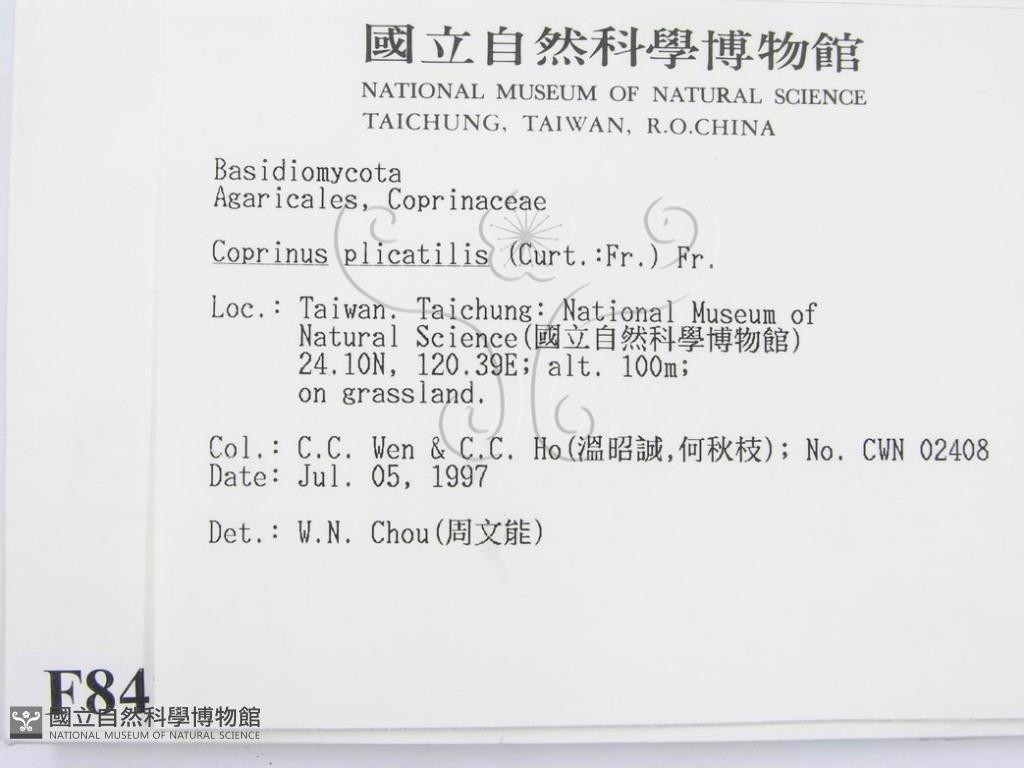 國立自然科學博物館
NATIONAL MUSEUM OF NATURAL SCIENCE
TAICHUNG, TAIWAN, R.O.CHINA
Basidiomycota
Agaricales, Coprinaceae
Coprinus plicatilis (Curt.:Fr.) Fr.
Loc.: Taiwan. Taichung: National Museum of
Natural Science(國立自然科學博物館)
24.10N, 120.39E; alt. 100m;
on grassland.
Col.: C.C. Wen & C.C. Ho(溫昭誠,何秋枝); No. CWN 02408
Date: Jul. 05, 1997
Det.: W.N. Chou(周文能)
F84
國立自然科學博物館
NATIONAL MUSEUM OF NATURAL SCIENCE